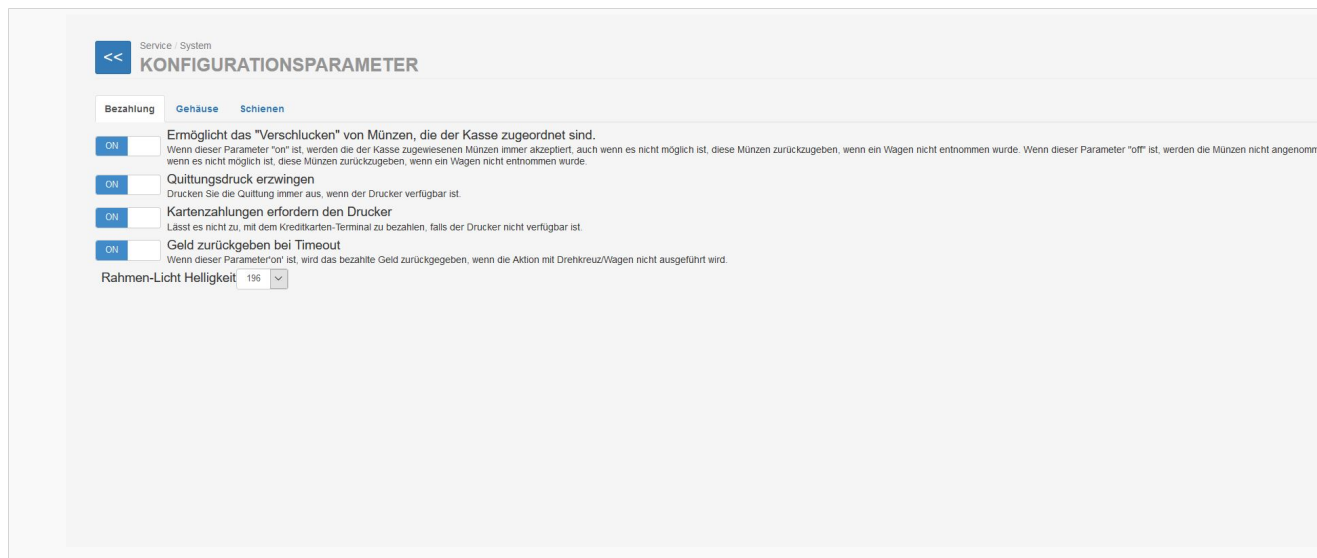 <<
Service / System
KONFIGURATIONSPARAMETER
Bezahlung Gehäuse Schienen
ON Ermöglicht das "Verschlucken" von Münzen, die der Kasse zugeordnet sind.
Wenn dieser Parameter "on" ist, werden die der Kasse zugewiesenen Münzen immer akzeptiert, auch wenn es nicht möglich ist, diese Münzen zurückzugeben, wenn ein Wagen nicht entnommen wurde. Wenn dieser Parameter "off" ist, werden die Münzen nicht angenomm
wenn es nicht möglich ist, diese Münzen zurückzugeben, wenn ein Wagen nicht entnommen wurde.
ON Quittungsdruck erzwingen
Drucken Sie die Quittung immer aus, wenn der Drucker verfügbar ist.
ON Kartenzahlungen erfordern den Drucker
Lässt es nicht zu, mit dem Kreditkarten-Terminal zu bezahlen, falls der Drucker nicht verfügbar ist.
ON Geld zurückgeben bei Timeout
Wenn dieser Parameter'on' ist, wird das bezahlte Geld zurückgegeben, wenn die Aktion mit Drehkreuz/Wagen nicht ausgeführt wird.
Rahmen-Licht Helligkeit 196